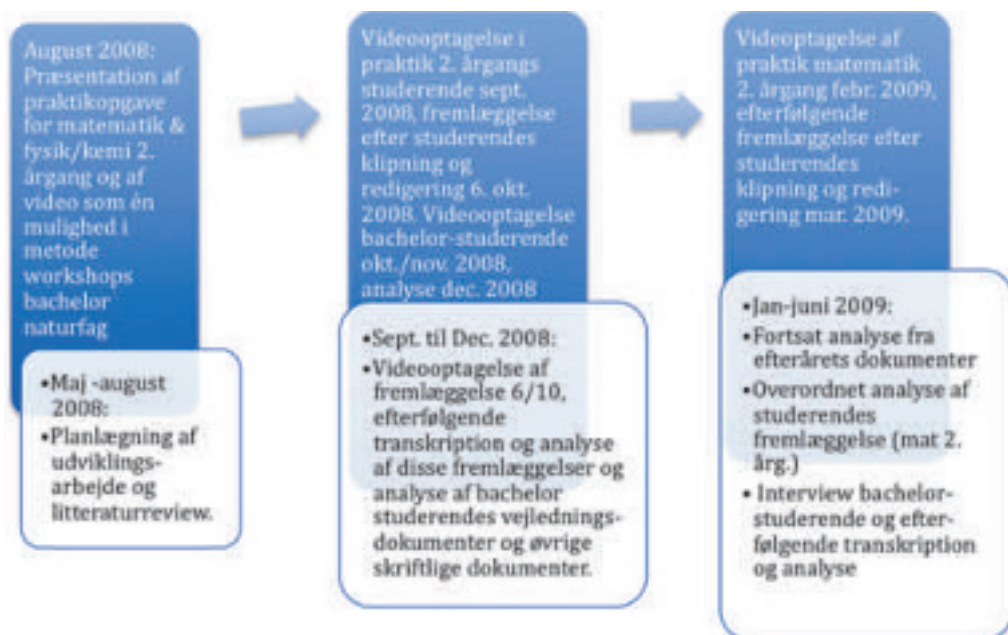 August 2008:
Præsentation af
praktikopgave
for matematik &
fysik/kemi 2.
årgang og af
video som én
mulighed i
metode
workshops
bachelor
naturfag
•Maj -august
2008:
•Planlægning af
udviklings-
arbejde og
litteraturreview.
Videooptagelse i
praktik 2. årgangs
studerende sept.
2008, fremlæggelse
efter studerendes
klipning og
redigering 6. okt.
2008. Videooptagelse
bachelor-studerende
okt./nov. 2008,
analyse dec. 2008
•Sept. til Dec. 2008:
•Videooptagelse af
fremlæggelse 6/10,
efterfølgende
transkription og analyse
af disse fremlæggelser og
analyse af bachelor
studerendes vejlednings-
dokumenter og øvrige
skriftlige dokumenter.
Videoptagelse af
praktik matematik
2. årgang febr. 2009,
efterfølgende
fremlæggelse efter
studerendes
klipning og redi-
gering mar. 2009.
•Jan-juni 2009:
•Fortsat analyse fra
efterårets dokumenter
•Overordnet analyse af
studerendes
fremlæggelse (mat 2.
årg.)
• Interview bachelor-
studerende og efter-
følgende transkription
og analyse